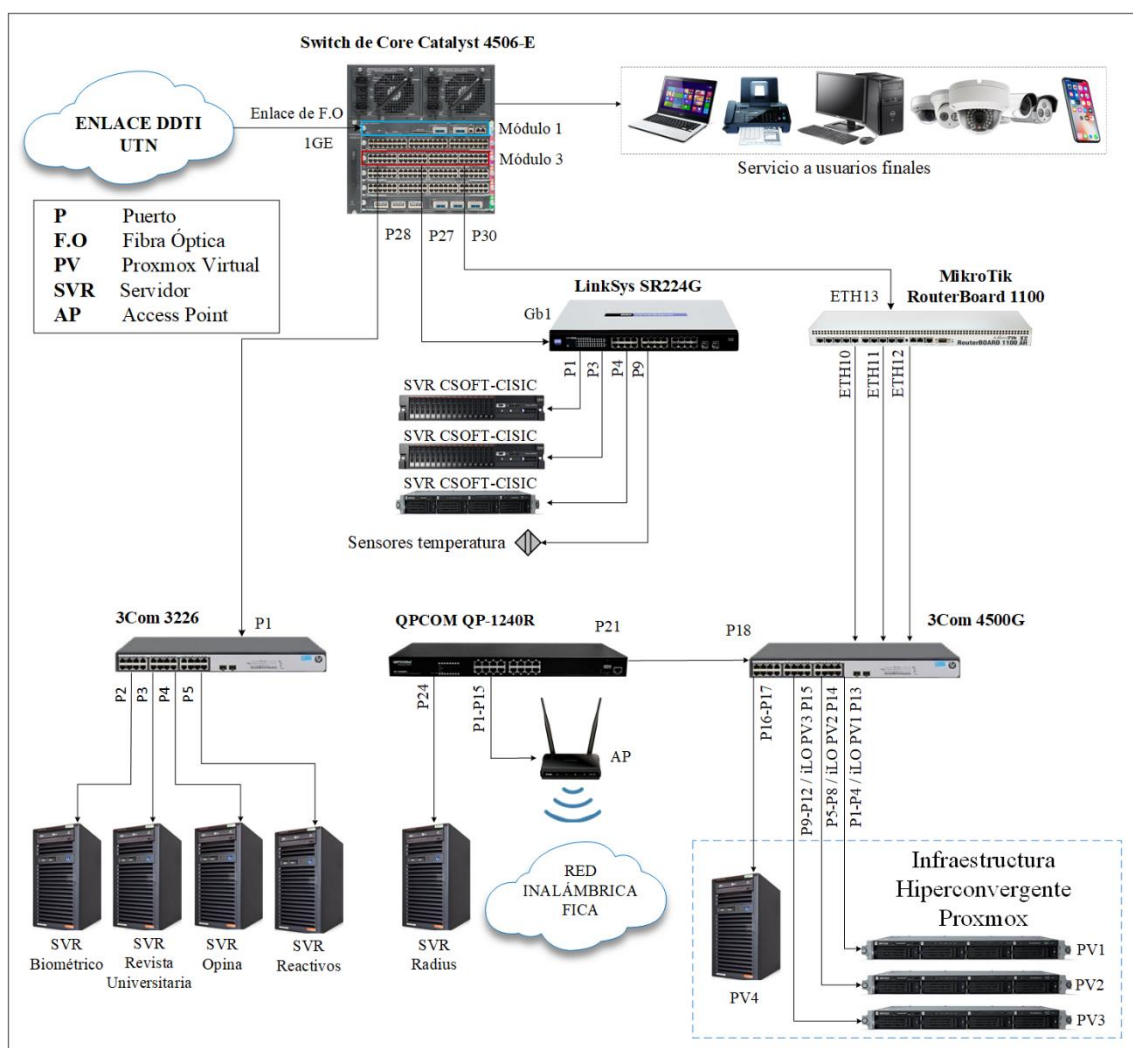 Switch de Core Catalyst 4506-E
ENLACE DDTI
UTN
Enlace de F.O
1GE
Módulo 1
Módulo 3
Servicio a usuarios finales
P Puerto
F.O Fibra Óptica
PV Proxmox Virtual
SVR Servidor
AP Access Point
P28
P27
P30
LinkSys SR224G
Gb1
MikroTik
RouterBoard 1100
ETH13
RouterBOARD 1100
ETH10
ETH11
ETH12
P1
P3
P4
P9
SVR CSOFT-CISIC
SVR CSOFT-CISIC
SVR CSOFT-CISIC
Sensores temperatura
3Com 3226
P1
P2
P3
P4
P5
QPCOM QP-1240R
P21
P24
P1-P15
AP
3Com 4500G
P18
P16-P17
P9-P12 / iLO PV3 P15
P5-P8 / iLO PV2 P14
P1-P4 / iLO PV1 P13
SVR
Biométrico
SVR
Revista
Universitaria
SVR
Opina
SVR
Reactivos
SVR
Radius
RED
INALÁMBRICA
FICA
Infraestructura
Hiperconvergente
Proxmox
PV4
PV1
PV2
PV3